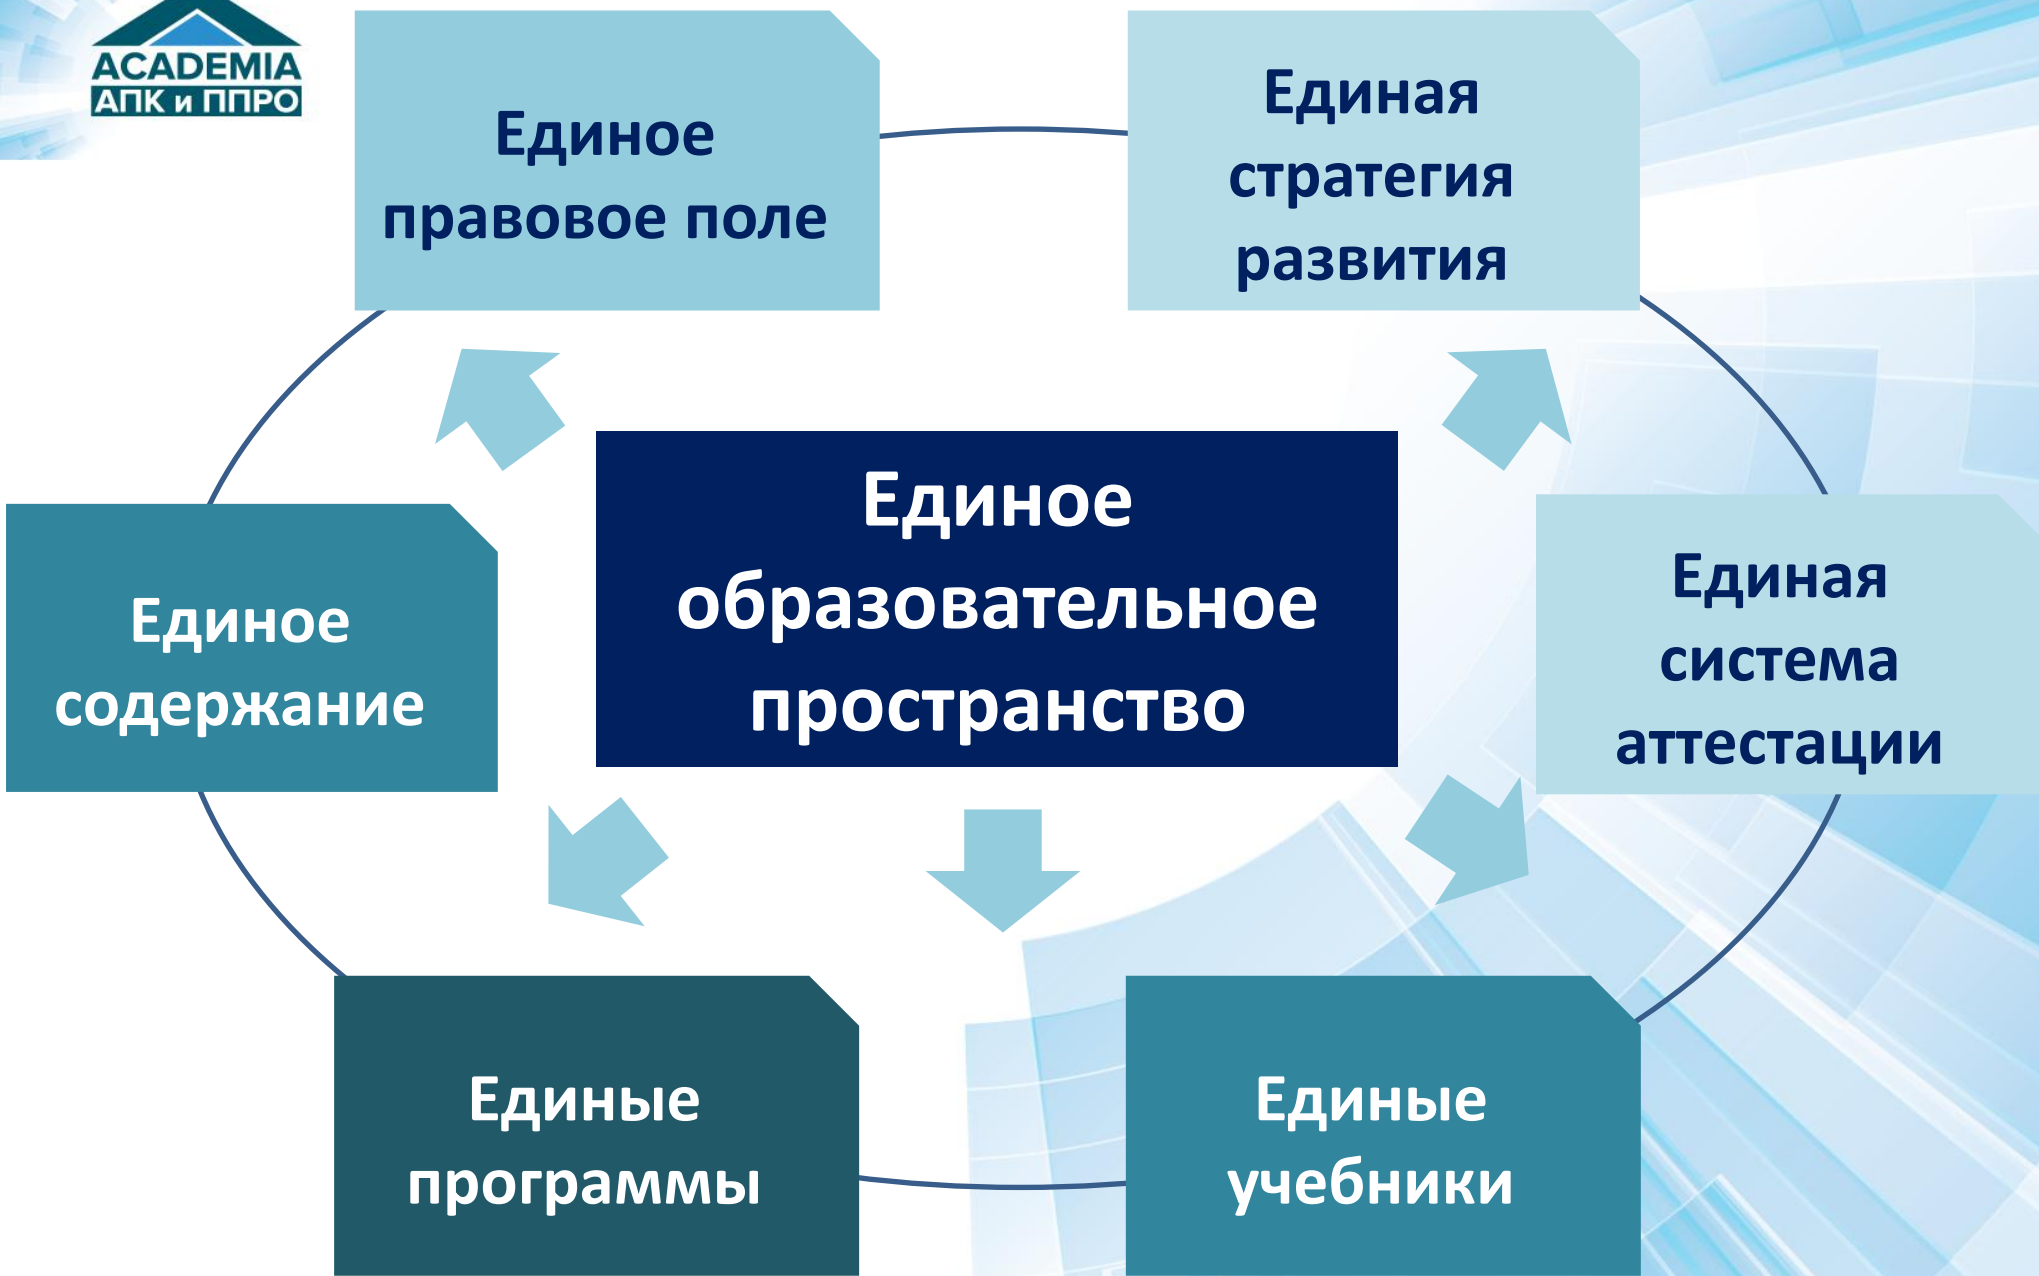 ACADEMIA
АПК и ППРО
Единое
правовое поле
Единая
стратегия
развития
Единое
содержание
Единое
образовательное
пространство
Единая
система
аттестации
Единые
программы
Единые
учебники